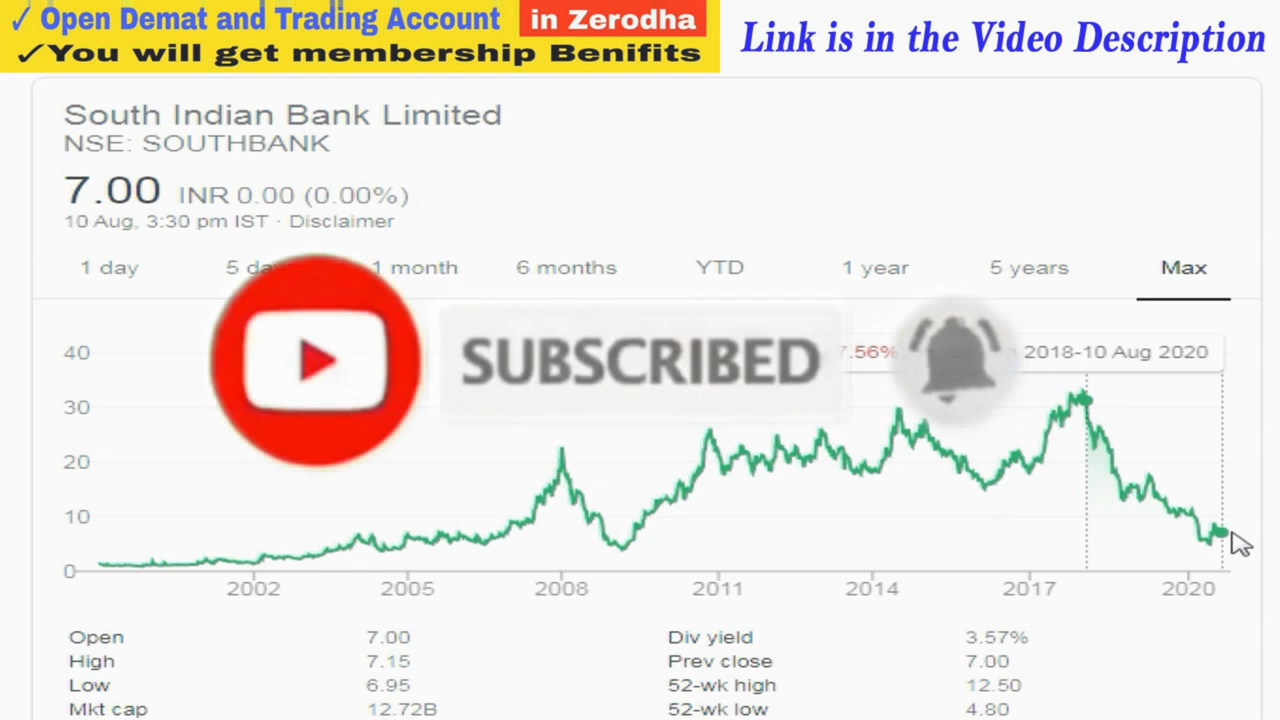 ✓ Open Demat and Trading Account in Zerodha
✓You will get membership Benifits
Link is in the Video Description
South Indian Bank Limited
NSE: SOUTHBANK
7.00 INR 0.00 (0.00%)
10 Aug, 3:30 pm IST · Disclaimer
1 day 5 da 1 month 6 months YTD 1 year 5 years Max
SUBSCRIBED
7.56% 2018-10 Aug 2020
40
30
20
10
0
2002 2005 2008 2011 2014 2017 2020
Open 7.00 Div yield 3.57%
High 7.15 Prev close 7.00
Low 6.95 52-wk high 12.50
Mkt cap 12.72B 52-wk low 4.80